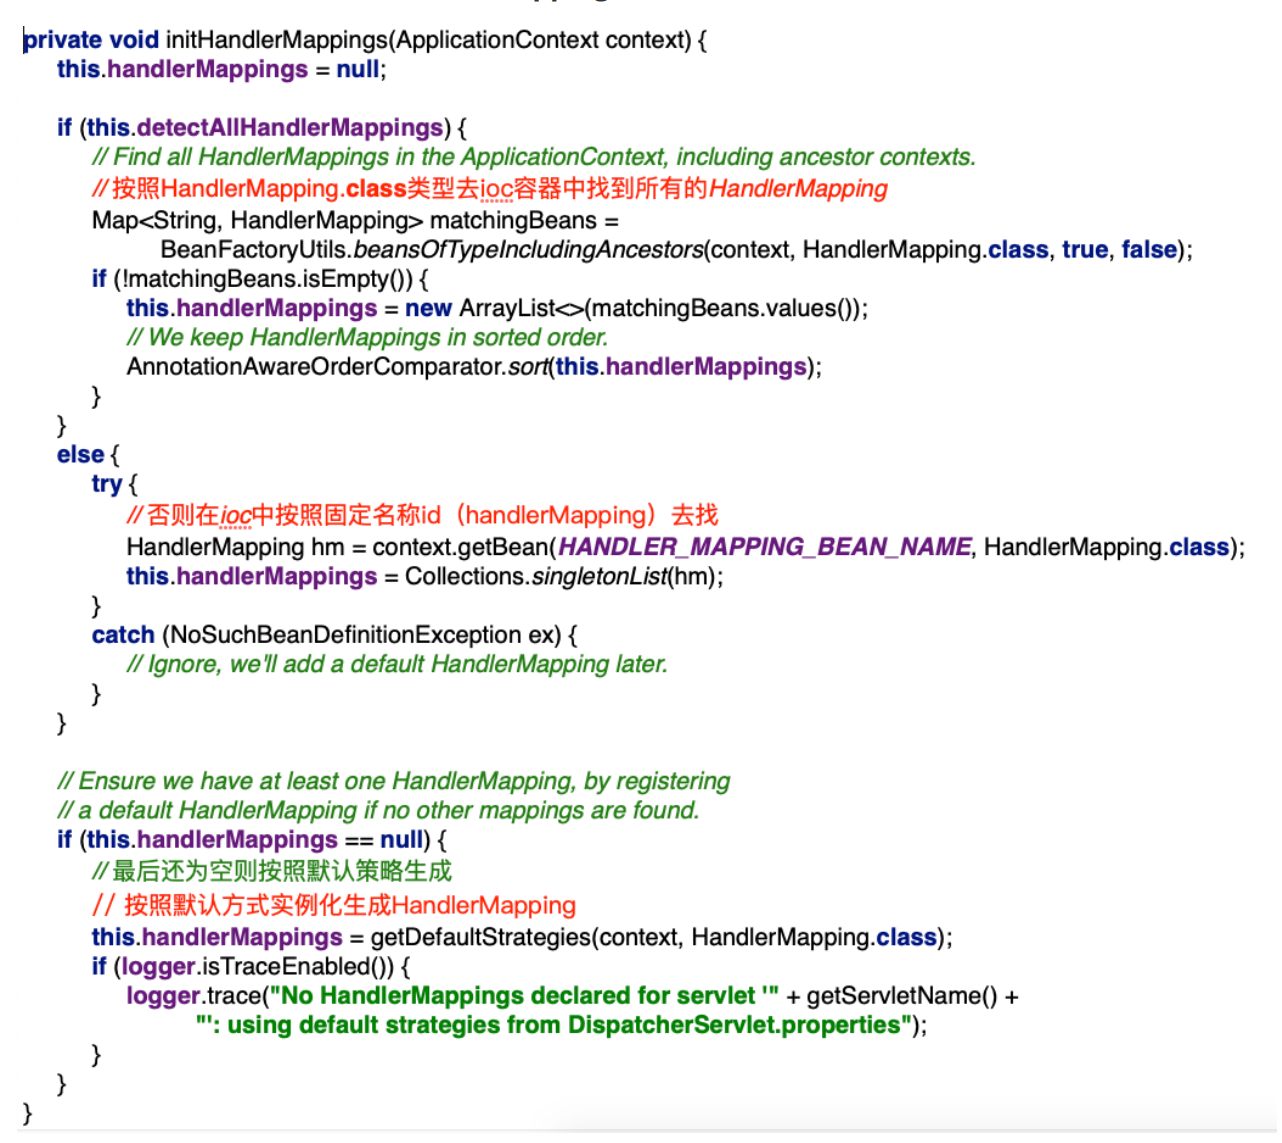 private void initHandlerMappings(ApplicationContext context) {
this.handlerMappings = null;
if (this.detectAllHandlerMappings) {
// Find all HandlerMappings in the ApplicationContext, including ancestor contexts.
//按照HandlerMapping.class类型去ioc容器中找到所有的HandlerMapping
Map<String, HandlerMapping> matchingBeans =
BeanFactoryUtils.beansOfTypeIncludingAncestors(context, HandlerMapping.class, true, false);
if (!matchingBeans.isEmpty()) {
this.handlerMappings = new ArrayList<>(matchingBeans.values());
// We keep HandlerMappings in sorted order.
AnnotationAwareOrderComparator.sort(this.handlerMappings);
}
}
else {
try {
//否则在ioc中按照固定名称id（handlerMapping）去找
HandlerMapping hm = context.getBean(HANDLER_MAPPING_BEAN_NAME, HandlerMapping.class);
this.handlerMappings = Collections.singletonList(hm);
}
catch (NoSuchBeanDefinitionException ex) {
// Ignore, we'll add a default HandlerMapping later.
}
}
// Ensure we have at least one HandlerMapping, by registering
// a default HandlerMapping if no other mappings are found.
if (this.handlerMappings == null) {
//最后还为空则按照默认策略生成
// 按照默认方式实例化生成HandlerMapping
this.handlerMappings = getDefaultStrategies(context, HandlerMapping.class);
if (logger.isTraceEnabled()) {
logger.trace("No HandlerMappings declared for servlet '" + getServletName() +
"': using default strategies from DispatcherServlet.properties");
}
}
}